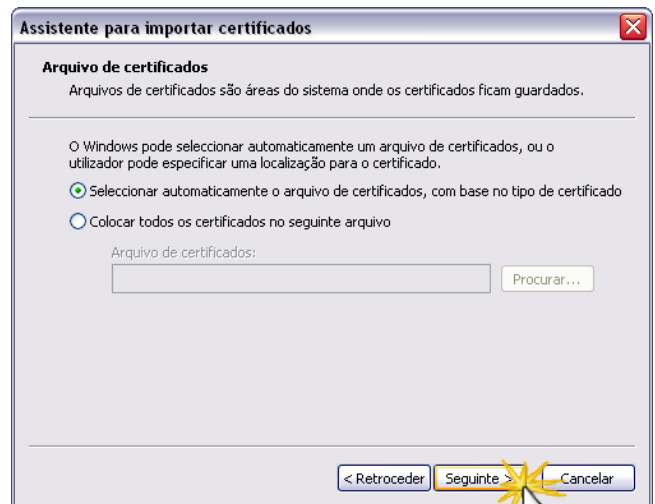 Assistente para importar certificados
Arquivo de certificados
Arquivos de certificados são áreas do sistema onde os certificados ficam guardados.
O Windows pode seleccionar automaticamente um arquivo de certificados, ou o
utilizador pode especificar uma localização para o certificado.
Seleccionar automaticamente o arquivo de certificados, com base no tipo de certificado
Colocar todos os certificados no seguinte arquivo
Arquivo de certificados:
Procurar...
< Retroceder Seguinte > Cancelar